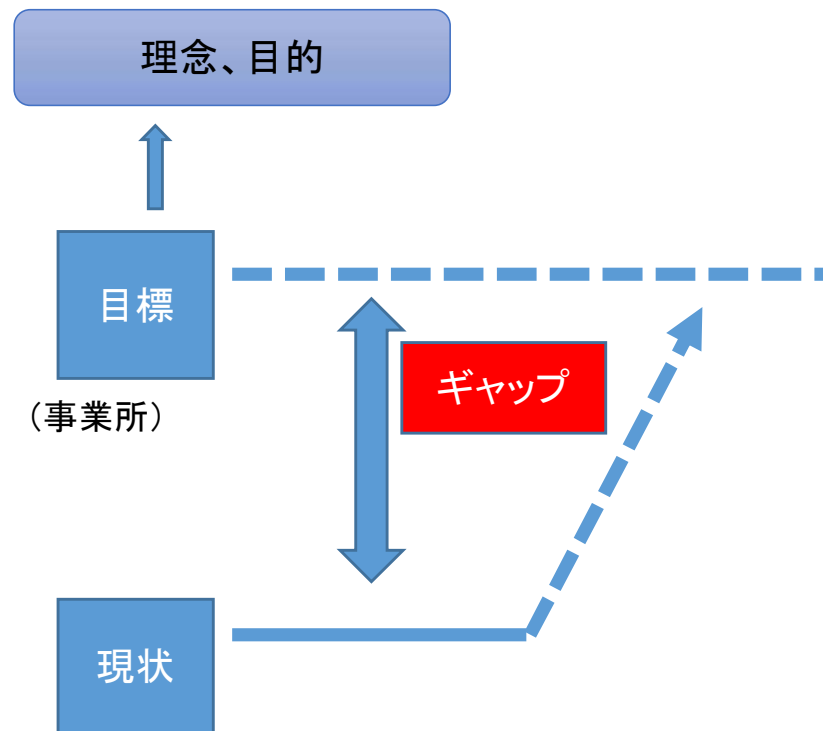 理念、目的
目標
ギャップ
（事業所）
現状